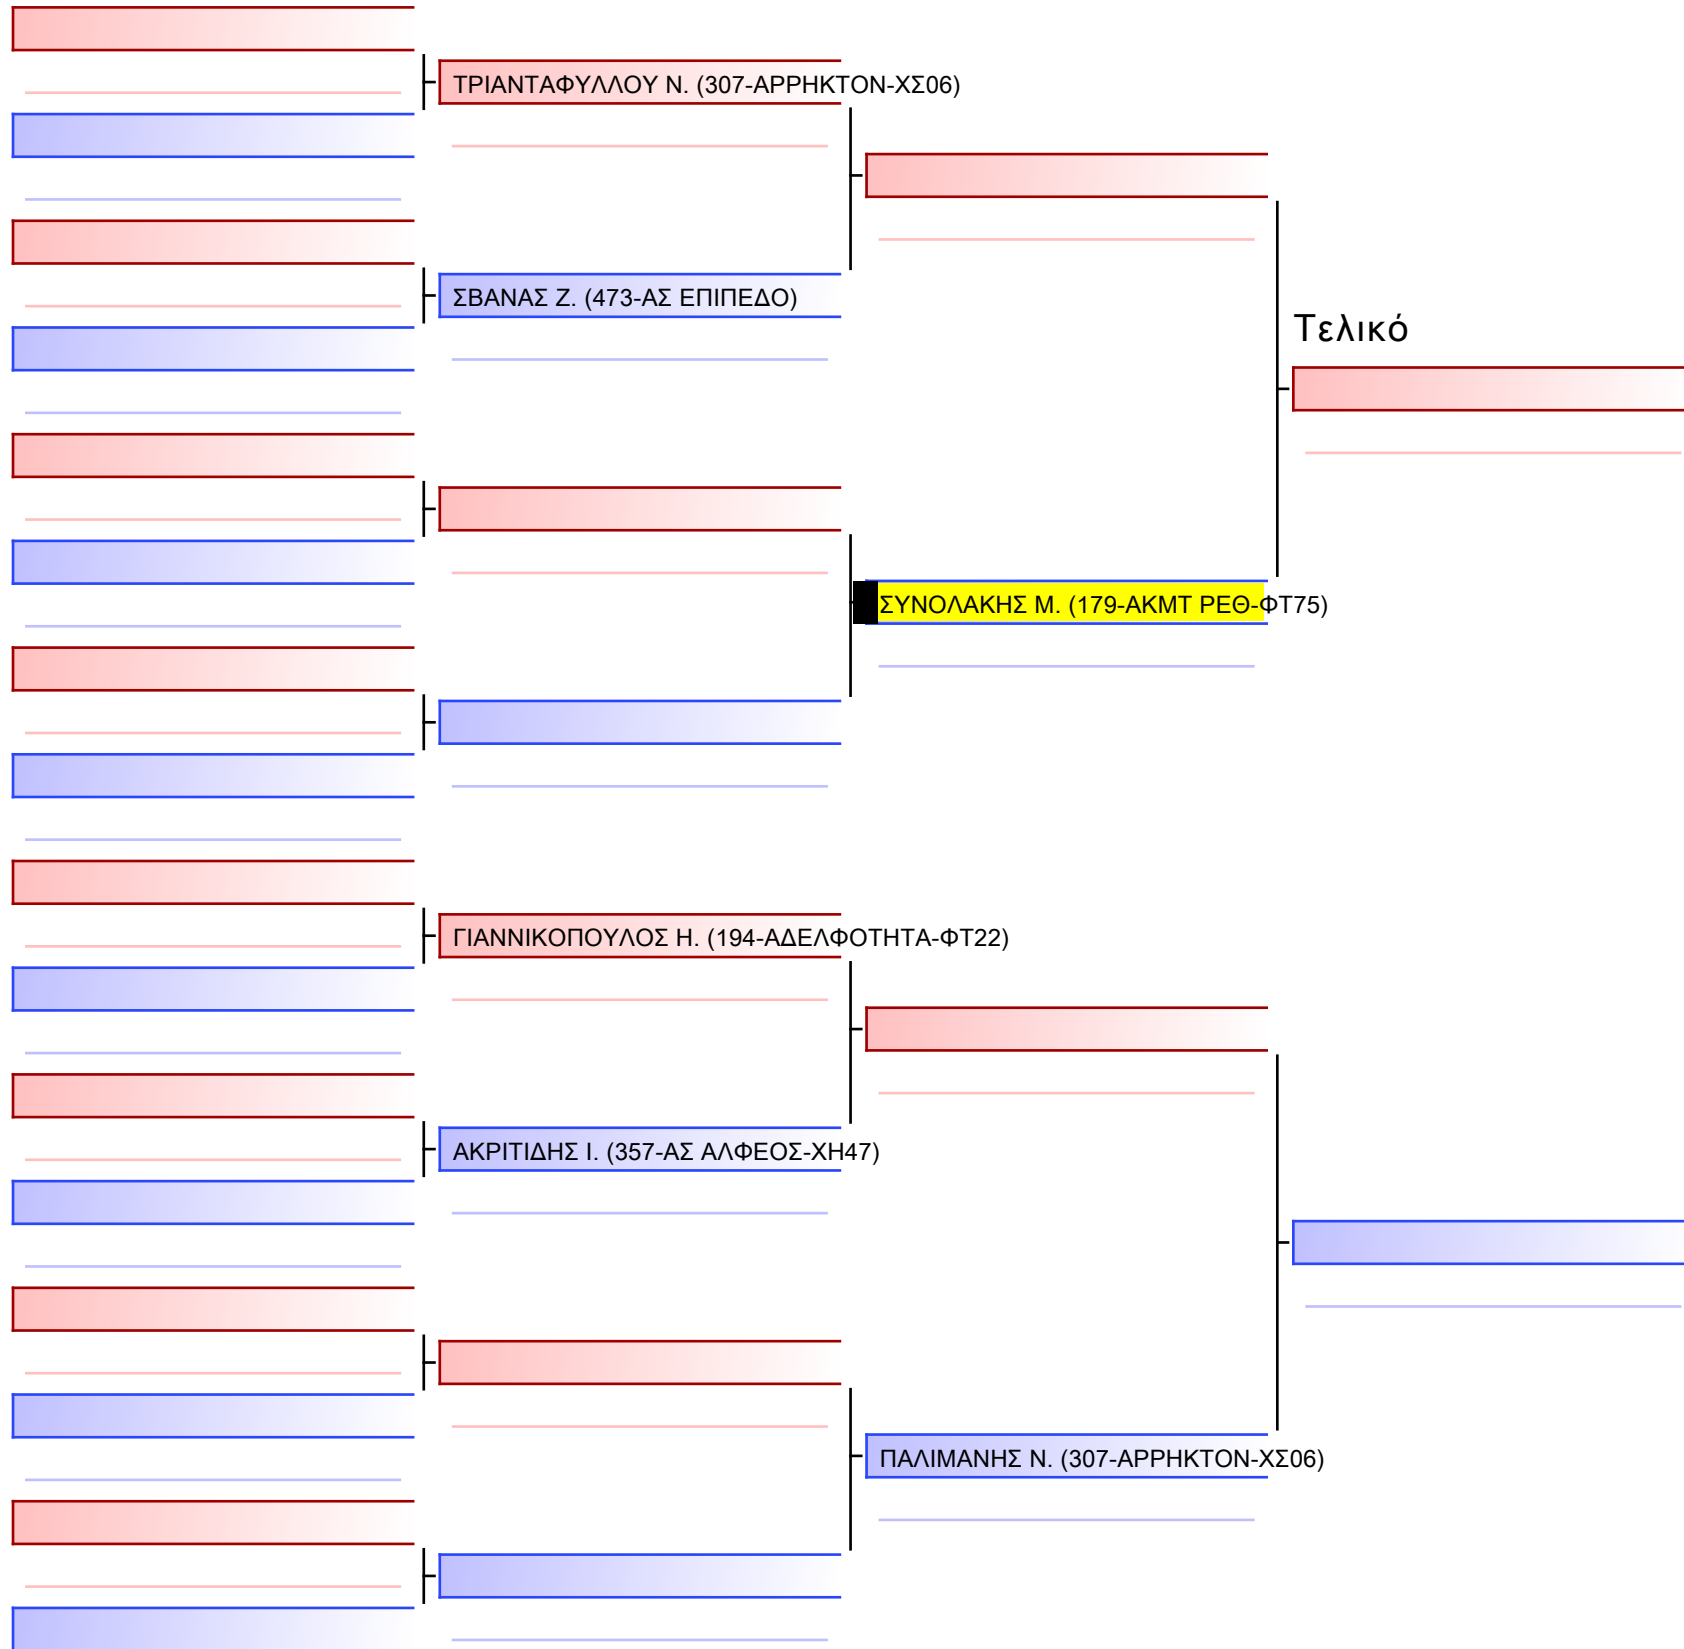 ΤΡΙΑΝΤΑΦΥΛΛΟΥ Ν. (307-ΑΡΡΗΚΤΟΝ-ΧΣ06)
ΣΒΑΝΑΣ Ζ. (473-ΑΣ ΕΠΙΠΕΔΟ)
Τελικό
ΣΥΝΟΛΑΚΗΣ Μ. (179-ΑΚΜΤ ΡΕΘ-ΦΤ75)
ΓΙΑΝΝΙΚΟΠΟΥΛΟΣ Η. (194-ΑΔΕΛΦΟΤΗΤΑ-ΦΤ22)
ΑΚΡΙΤΙΔΗΣ Ι. (357-ΑΣ ΑΛΦΕΟΣ-ΧΗ47)
ΠΑΛΙΜΑΝΗΣ Ν. (307-ΑΡΡΗΚΤΟΝ-ΧΣ06)